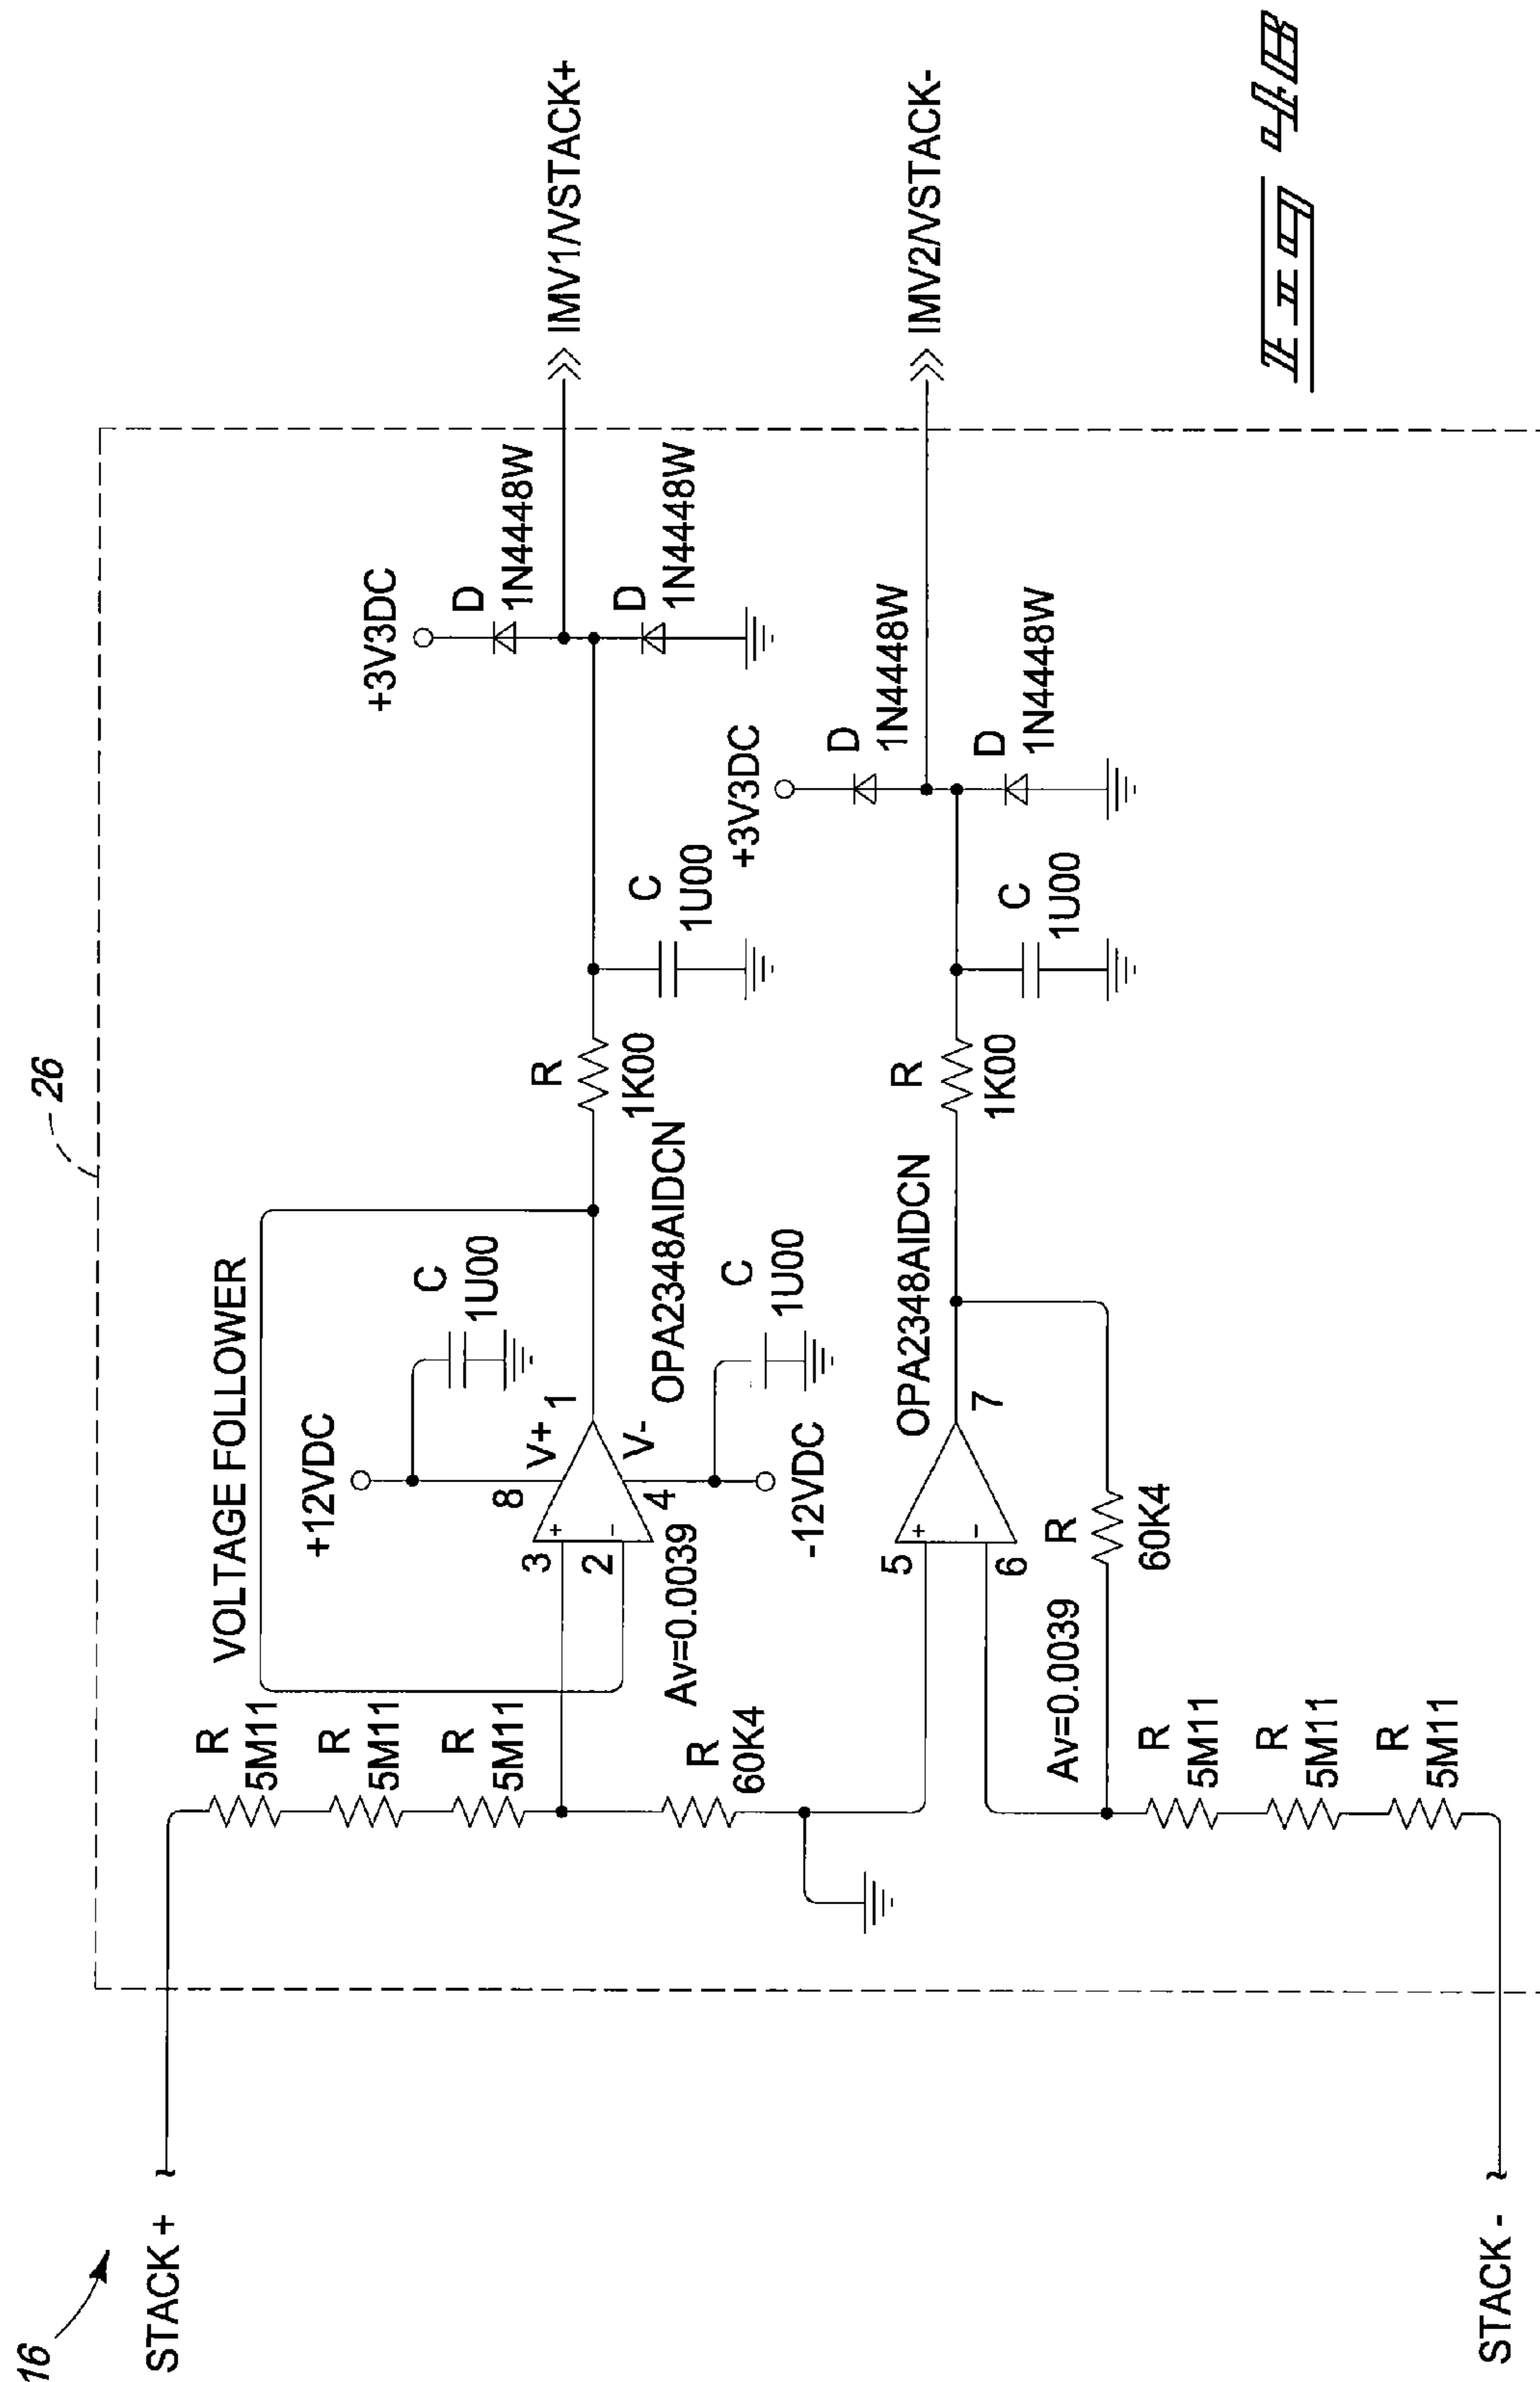 16
26
STACK +
STACK -
VOLTAGE FOLLOWER
R
5M11
R
5M11
R
5M11
R
60K4
+12VDC
C
1U00
3
2
+
-
8
V+
1
4
V-
Av=0.0039
OPA2348AIDCN
-12VDC
C
1U00
R
1K00
C
1U00
+3V3DC
D
1N4448W
D
1N4448W
IMV1/VSTACK+
5
6
+
-
7
OPA2348AIDCN
R
60K4
Av=0.0039
R
5M11
R
5M11
R
5M11
R
1K00
C
1U00
+3V3DC
D
1N4448W
D
1N4448W
IMV2/VSTACK-
FIG 4B